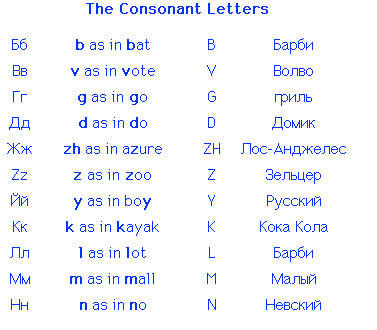 The Consonant Letters
Бб b as in bat B Барби
Вв v as in vote V Волво
Гг g as in go G гриль
Дд d as in do D Домик
Жж zh as in azure ZH Лос-Анджелес
Zz z as in zoo Z Зельцер
Йй y as in boy Y Русский
Кк k as in kayak K Кока Кола
Лл l as in lot L Барби
Мм m as in mall M Малый
Нн n as in no N Невский